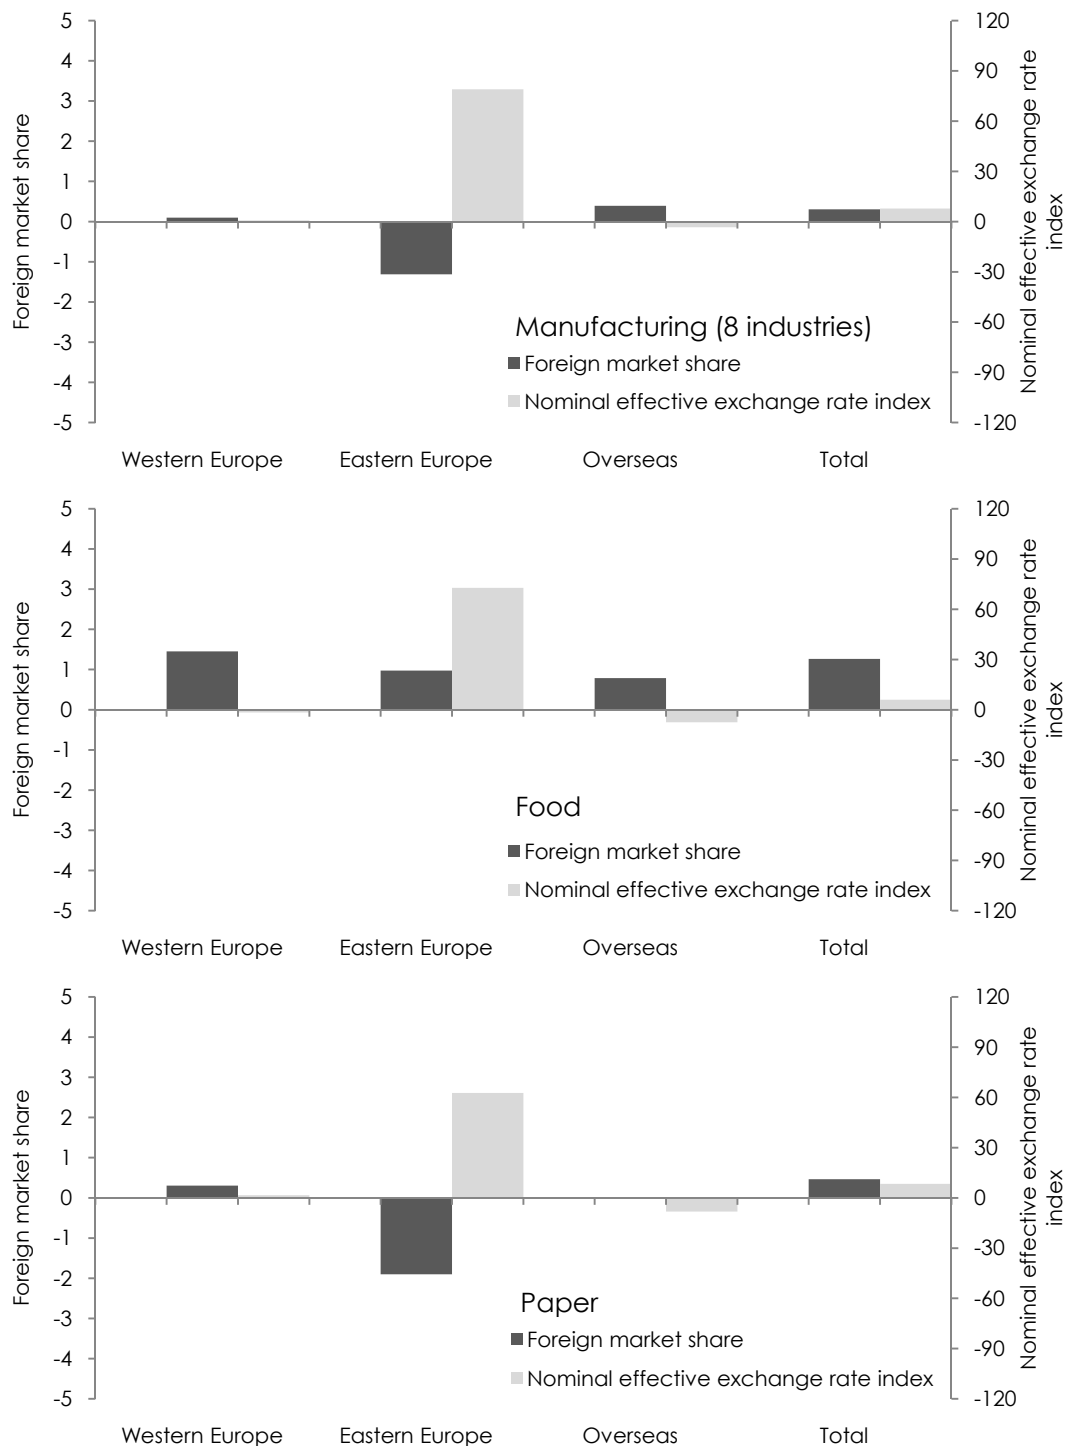 5
4
3
2
1
0
-1
-2
-3
-4
-5
Foreign market share
120
90
60
30
0
-30
-60
-90
-120
Nominal effective exchange rate
index
Manufacturing (8 industries)
Foreign market share
Nominal effective exchange rate index
Western Europe Eastern Europe Overseas Total
5
4
3
2
1
0
-1
-2
-3
-4
-5
Foreign market share
120
90
60
30
0
-30
-60
-90
-120
Nominal effective exchange rate
index
Food
Foreign market share
Nominal effective exchange rate index
Western Europe Eastern Europe Overseas Total
5
4
3
2
1
0
-1
-2
-3
-4
-5
Foreign market share
120
90
60
30
0
-30
-60
-90
-120
Nominal effective exchange rate
index
Paper
Foreign market share
Nominal effective exchange rate index
Western Europe Eastern Europe Overseas Total